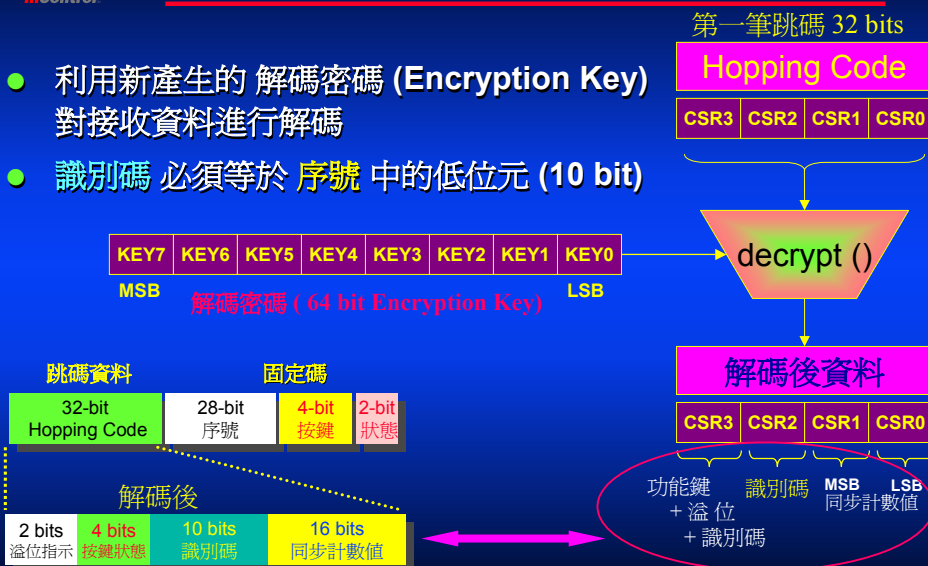 第一筆跳碼 32 bits
Hopping Code
CSR3 CSR2 CSR1 CSR0
利用新產生的 解碼密碼 (Encryption Key)
對接收資料進行解碼
識別碼 必須等於 序號 中的低位元 (10 bit)
KEY7 KEY6 KEY5 KEY4 KEY3 KEY2 KEY1 KEY0
MSB
LSB
解碼密碼 ( 64 bit Encryption Key)
decrypt ()
解碼後資料
CSR3 CSR2 CSR1 CSR0
功能鍵
+ 溢 位
+ 識別碼
識別碼
MSB LSB
同步計數值
跳碼資料
固定碼
32-bit
Hopping Code
28-bit
序號
4-bit
按鍵
2-bit
狀態
解碼後
2 bits
溢位指示
4 bits
按鍵狀態
10 bits
識別碼
16 bits
同步計數值